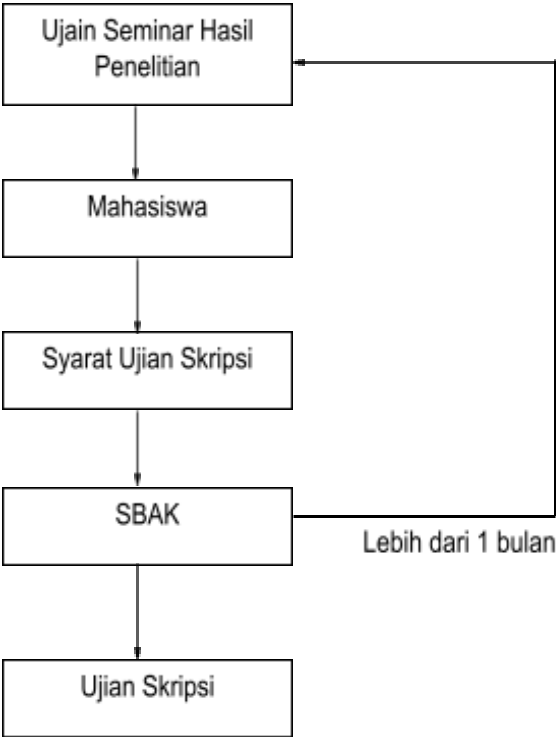 Ujain Seminar Hasil
Penelitian
Mahasiswa
Syarat Ujian Skripsi
SBAK
Lebih dari 1 bulan
Ujian Skripsi